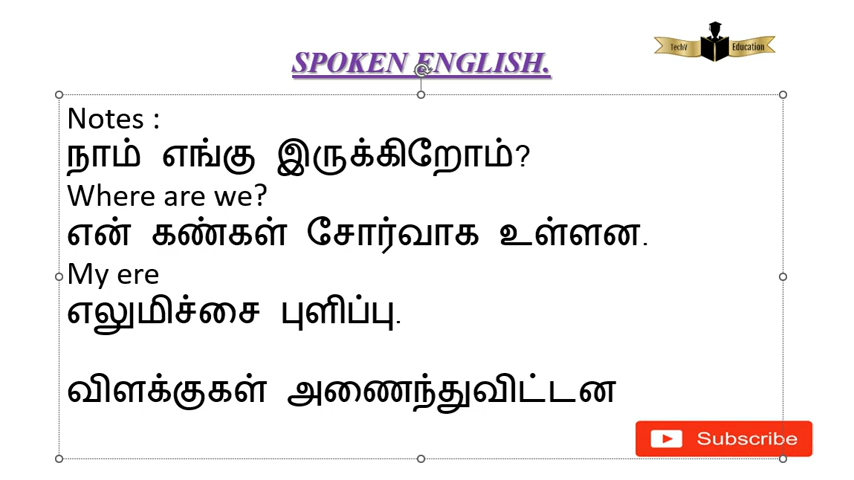 SPOKEN ENGLISH.
TechV Education
Notes :
நாம் எங்கு இருக்கிறோம்?
Where are we?
என் கண்கள் சோர்வாக உள்ளன.
My ere
எலுமிச்சை புளிப்பு.
விளக்குகள் அணைந்துவிட்டன
Subscribe